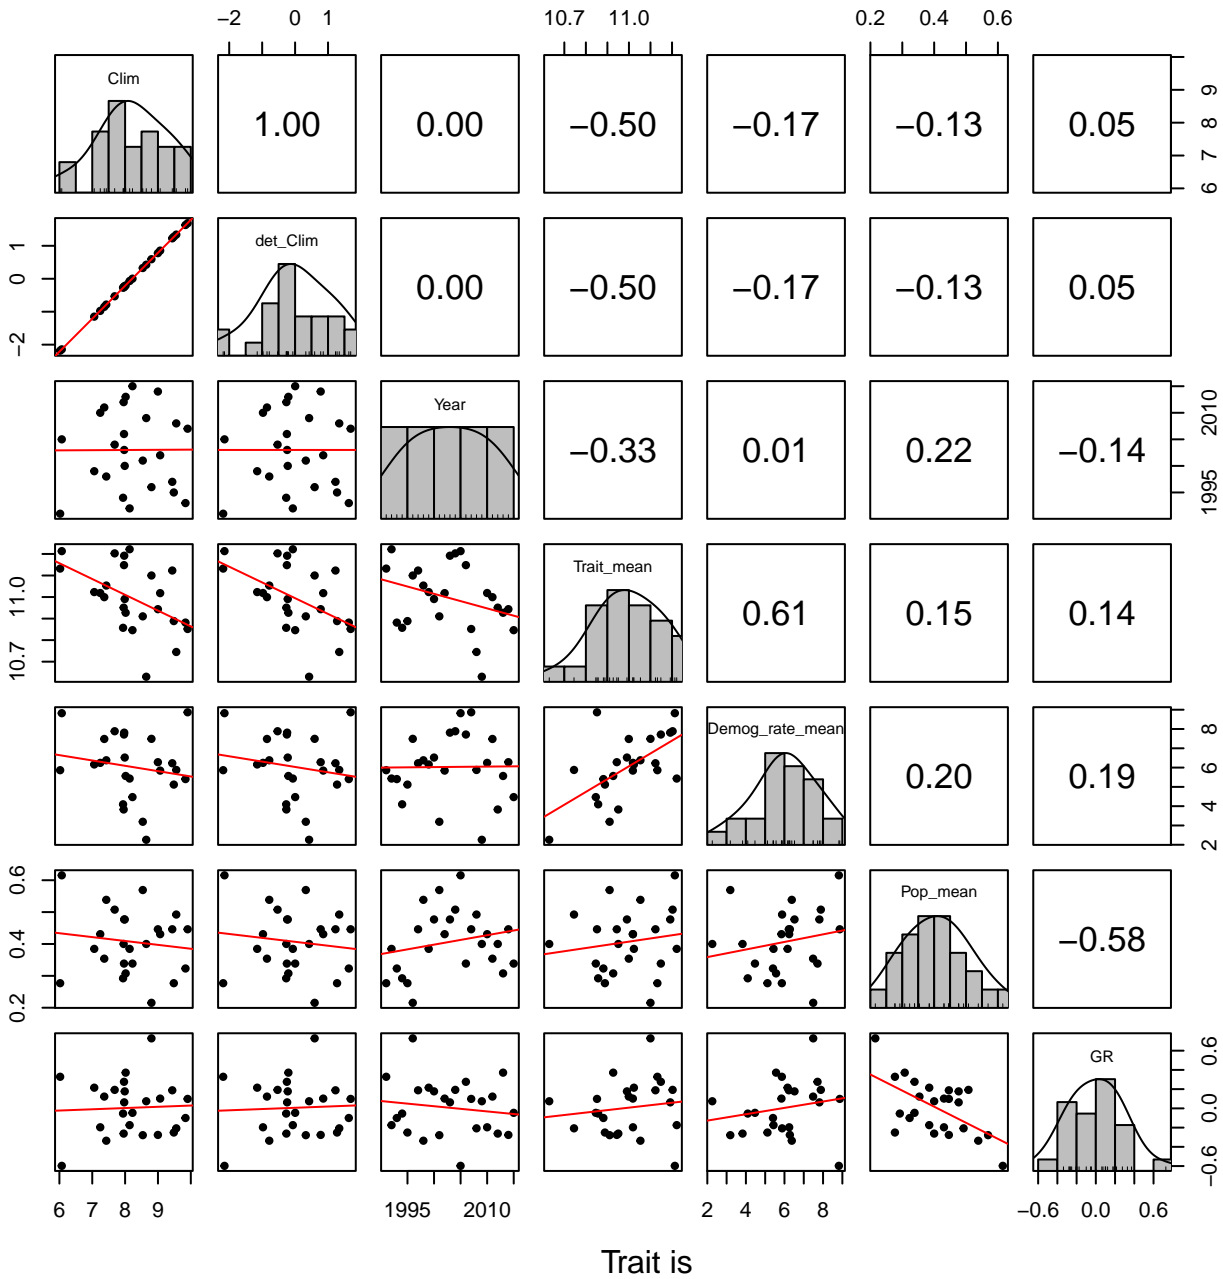 −2 0 1 10.7 11.0 0.2 0.4 0.6
Clim 1.00 0.00 −0.50 −0.17 −0.13 0.05 6 7 8 9
−2 0 1 det_Clim 0.00 −0.50 −0.17 −0.13 0.05
Year −0.33 0.01 0.22 −0.14 1995 2010
10.7 11.0 Trait_mean 0.61 0.15 0.14
Demog_rate_mean 0.20 0.19 2 4 6 8
0.2 0.4 0.6 Pop_mean −0.58
GR −0.6 0.0 0.6
6 7 8 9 1995 2010 2 4 6 8 −0.6 0.0 0.6
Trait is